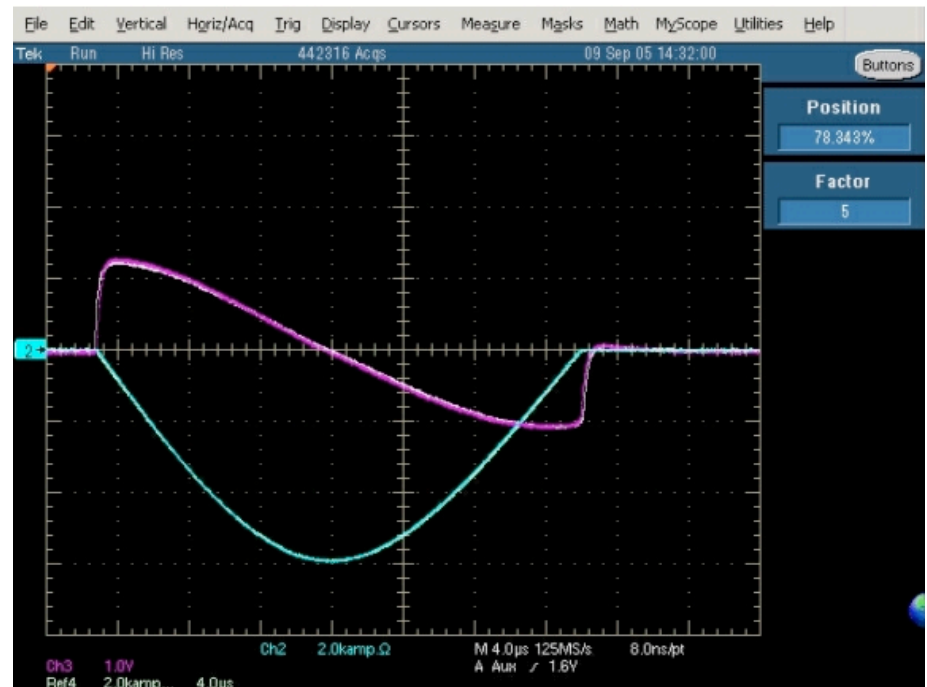 File Edit Vertical Horiz/Acq Trig Display Cursors Measure Masks Math MyScope Utilities Help
Tek Run Hi Res 442316 Acqs 09 Sep 05 14:32:00
Buttons
Position
78.343%
Factor
5
2
Ch2 2.0kamp.Ω M 4.0µs 125MS/s 8.0ns/pt
A Aux 1.6V
Ch3 1.0V
Ref4 2.0kamp... 4.0us